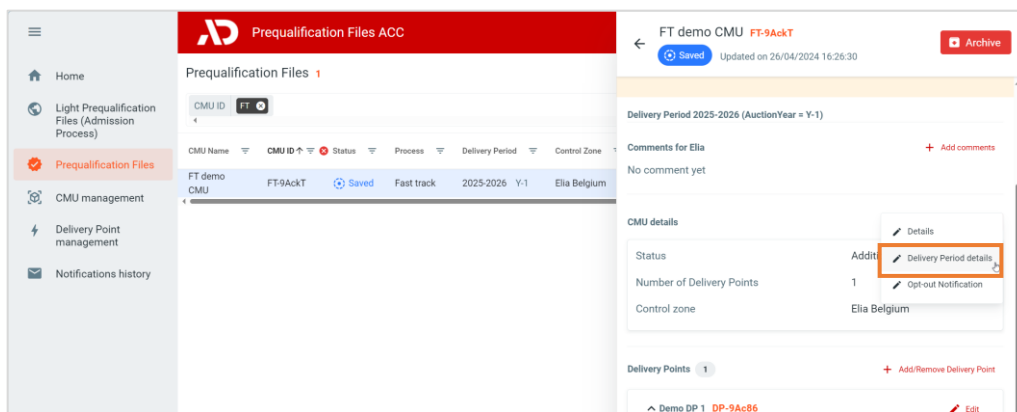 Prequalification Files ACC
Home
Light Prequalification
Files (Admission
Process)
Prequalification Files
CMU management
Delivery Point
management
Notifications history
Prequalification Files 1
CMU ID FT
CMU Name CMU ID Status Process Delivery Period Control Zone
FT demo
CMU
FT-9AckT Saved Fast track 2025-2026 Y-1 Elia Belgium
FT demo CMU FT-9AckT
Saved Updated on 26/04/2024 16:26:30
Archive
Delivery Period 2025-2026 (AuctionYear = Y-1)
Comments for Elia Add comments
No comment yet
CMU details
Details
Delivery Period details
Opt-out Notification
Status Additi
Number of Delivery Points 1
Control zone Elia Belgium
Delivery Points 1 Add/Remove Delivery Point
Demo DP 1 DP-9Ac86 Edit